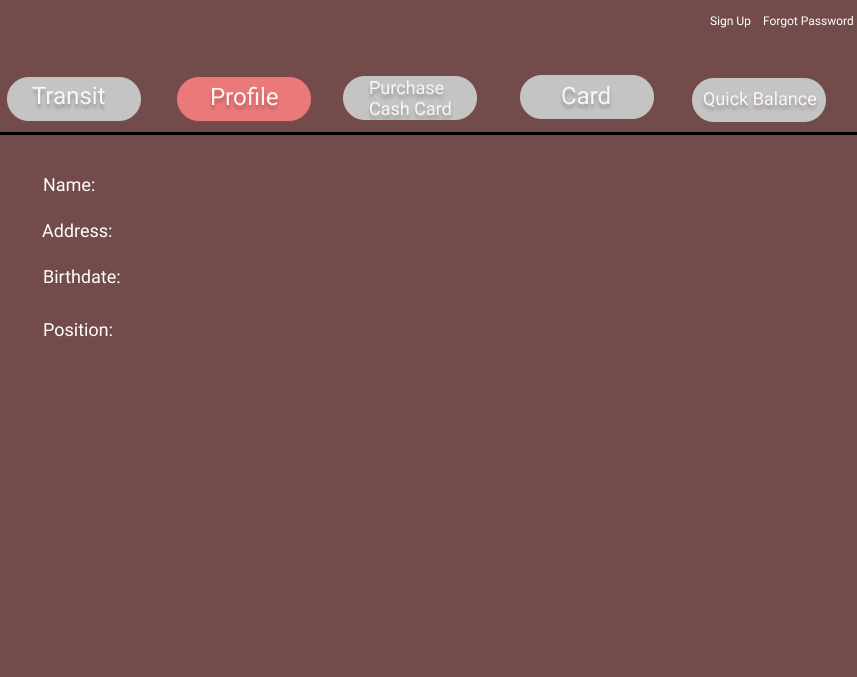 Sign Up Forgot Password
Transit
Profile
Purchase
Cash Card
Card
Quick Balance
Name:
Address:
Birthdate:
Position: